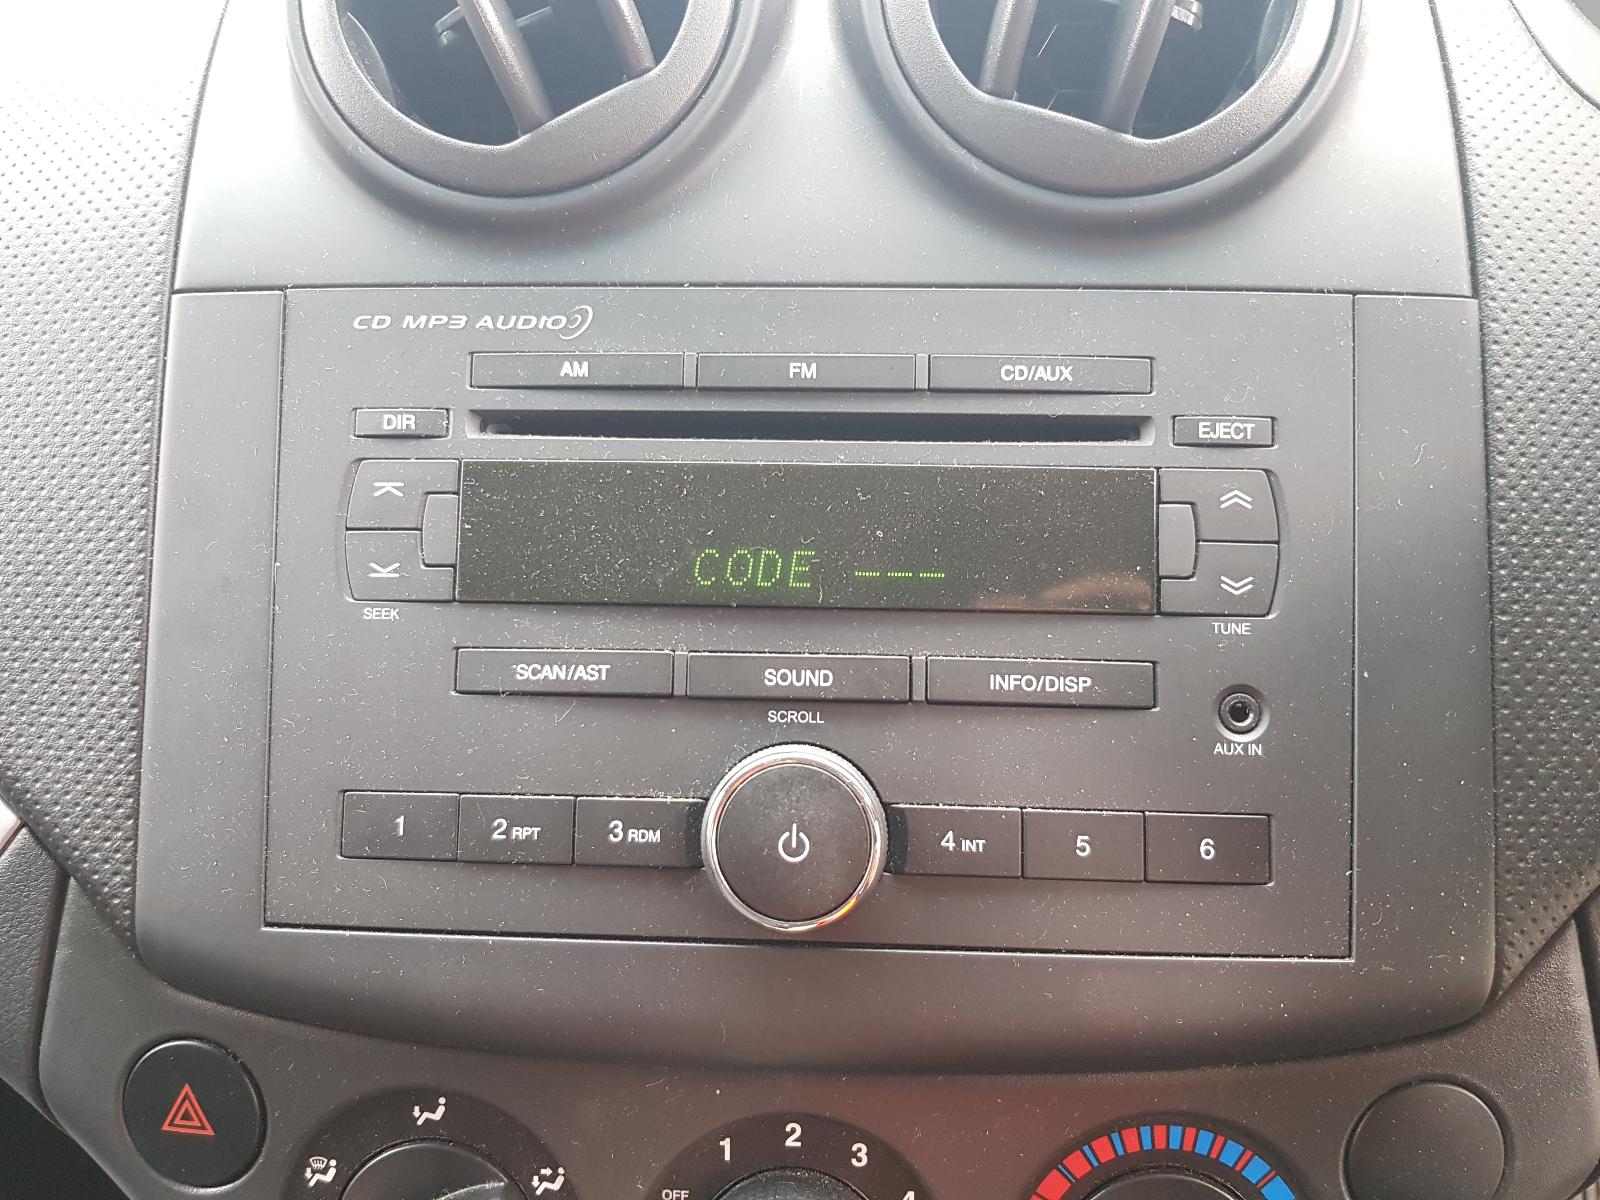 CD MP3 AUDIO
AM FM CD/AUX
DIR EJECT
CODE ---
SEEK TUNE
SCAN/AST SOUND INFO/DISP
SCROLL
AUX IN
1 2 RPT 3 RDM 4 INT 5 6
1 2 3 4
OFF